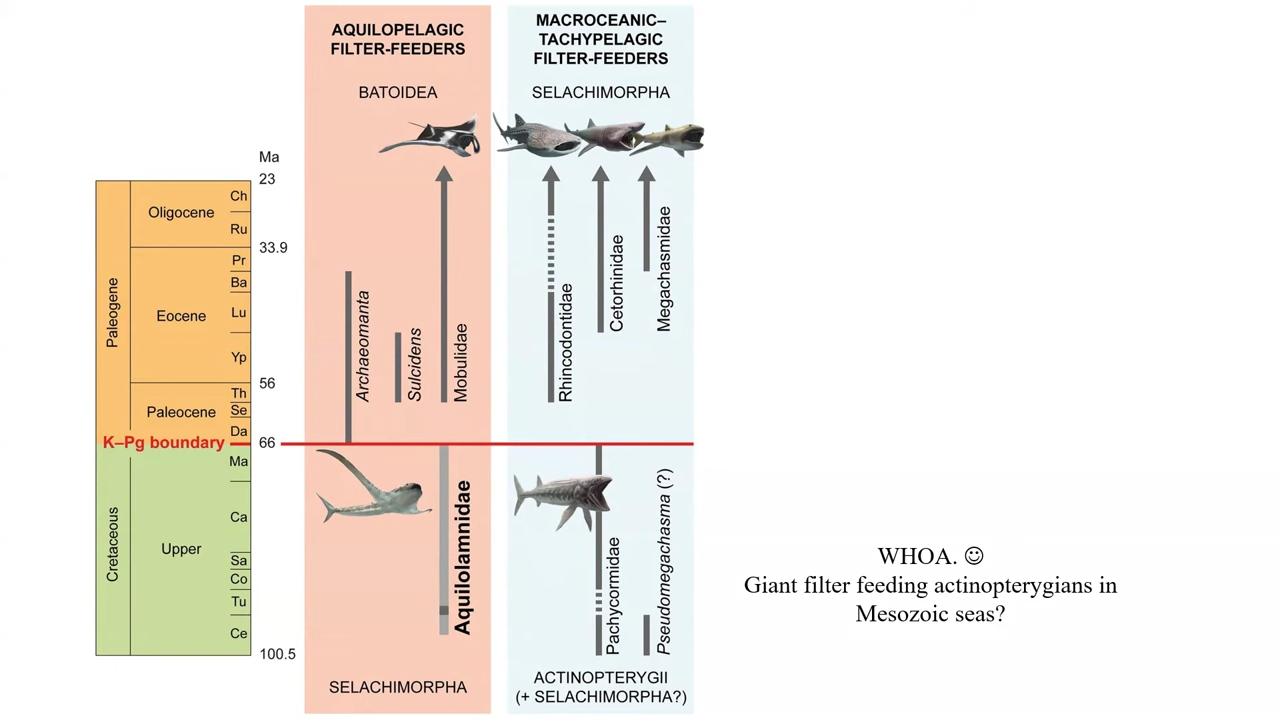 AQUILOPELAGIC
FILTER-FEEDERS
BATOIDEA
MACROCEANIC–
TACHYPELAGIC
FILTER-FEEDERS
SELACHIMORPHA
Ma
23
33.9
56
66
100.5
Paleogene
Oligocene
Ch
Ru
Eocene
Pr
Ba
Lu
Yp
Paleocene
Th
Se
Da
K–Pg boundary
Cretaceous
Upper
Ma
Ca
Sa
Co
Tu
Ce
Archaeomanta
Sulcidens
Mobulidae
Rhincodontidae
Cetorhinidae
Megachasmidae
Aquilolamnidae
Pachycormidae
Pseudomegachasma (?)
SELACHIMORPHA
ACTINOPTERYGII
(+ SELACHIMORPHA?)
WHOA. ☺
Giant filter feeding actinopterygians in
Mesozoic seas?